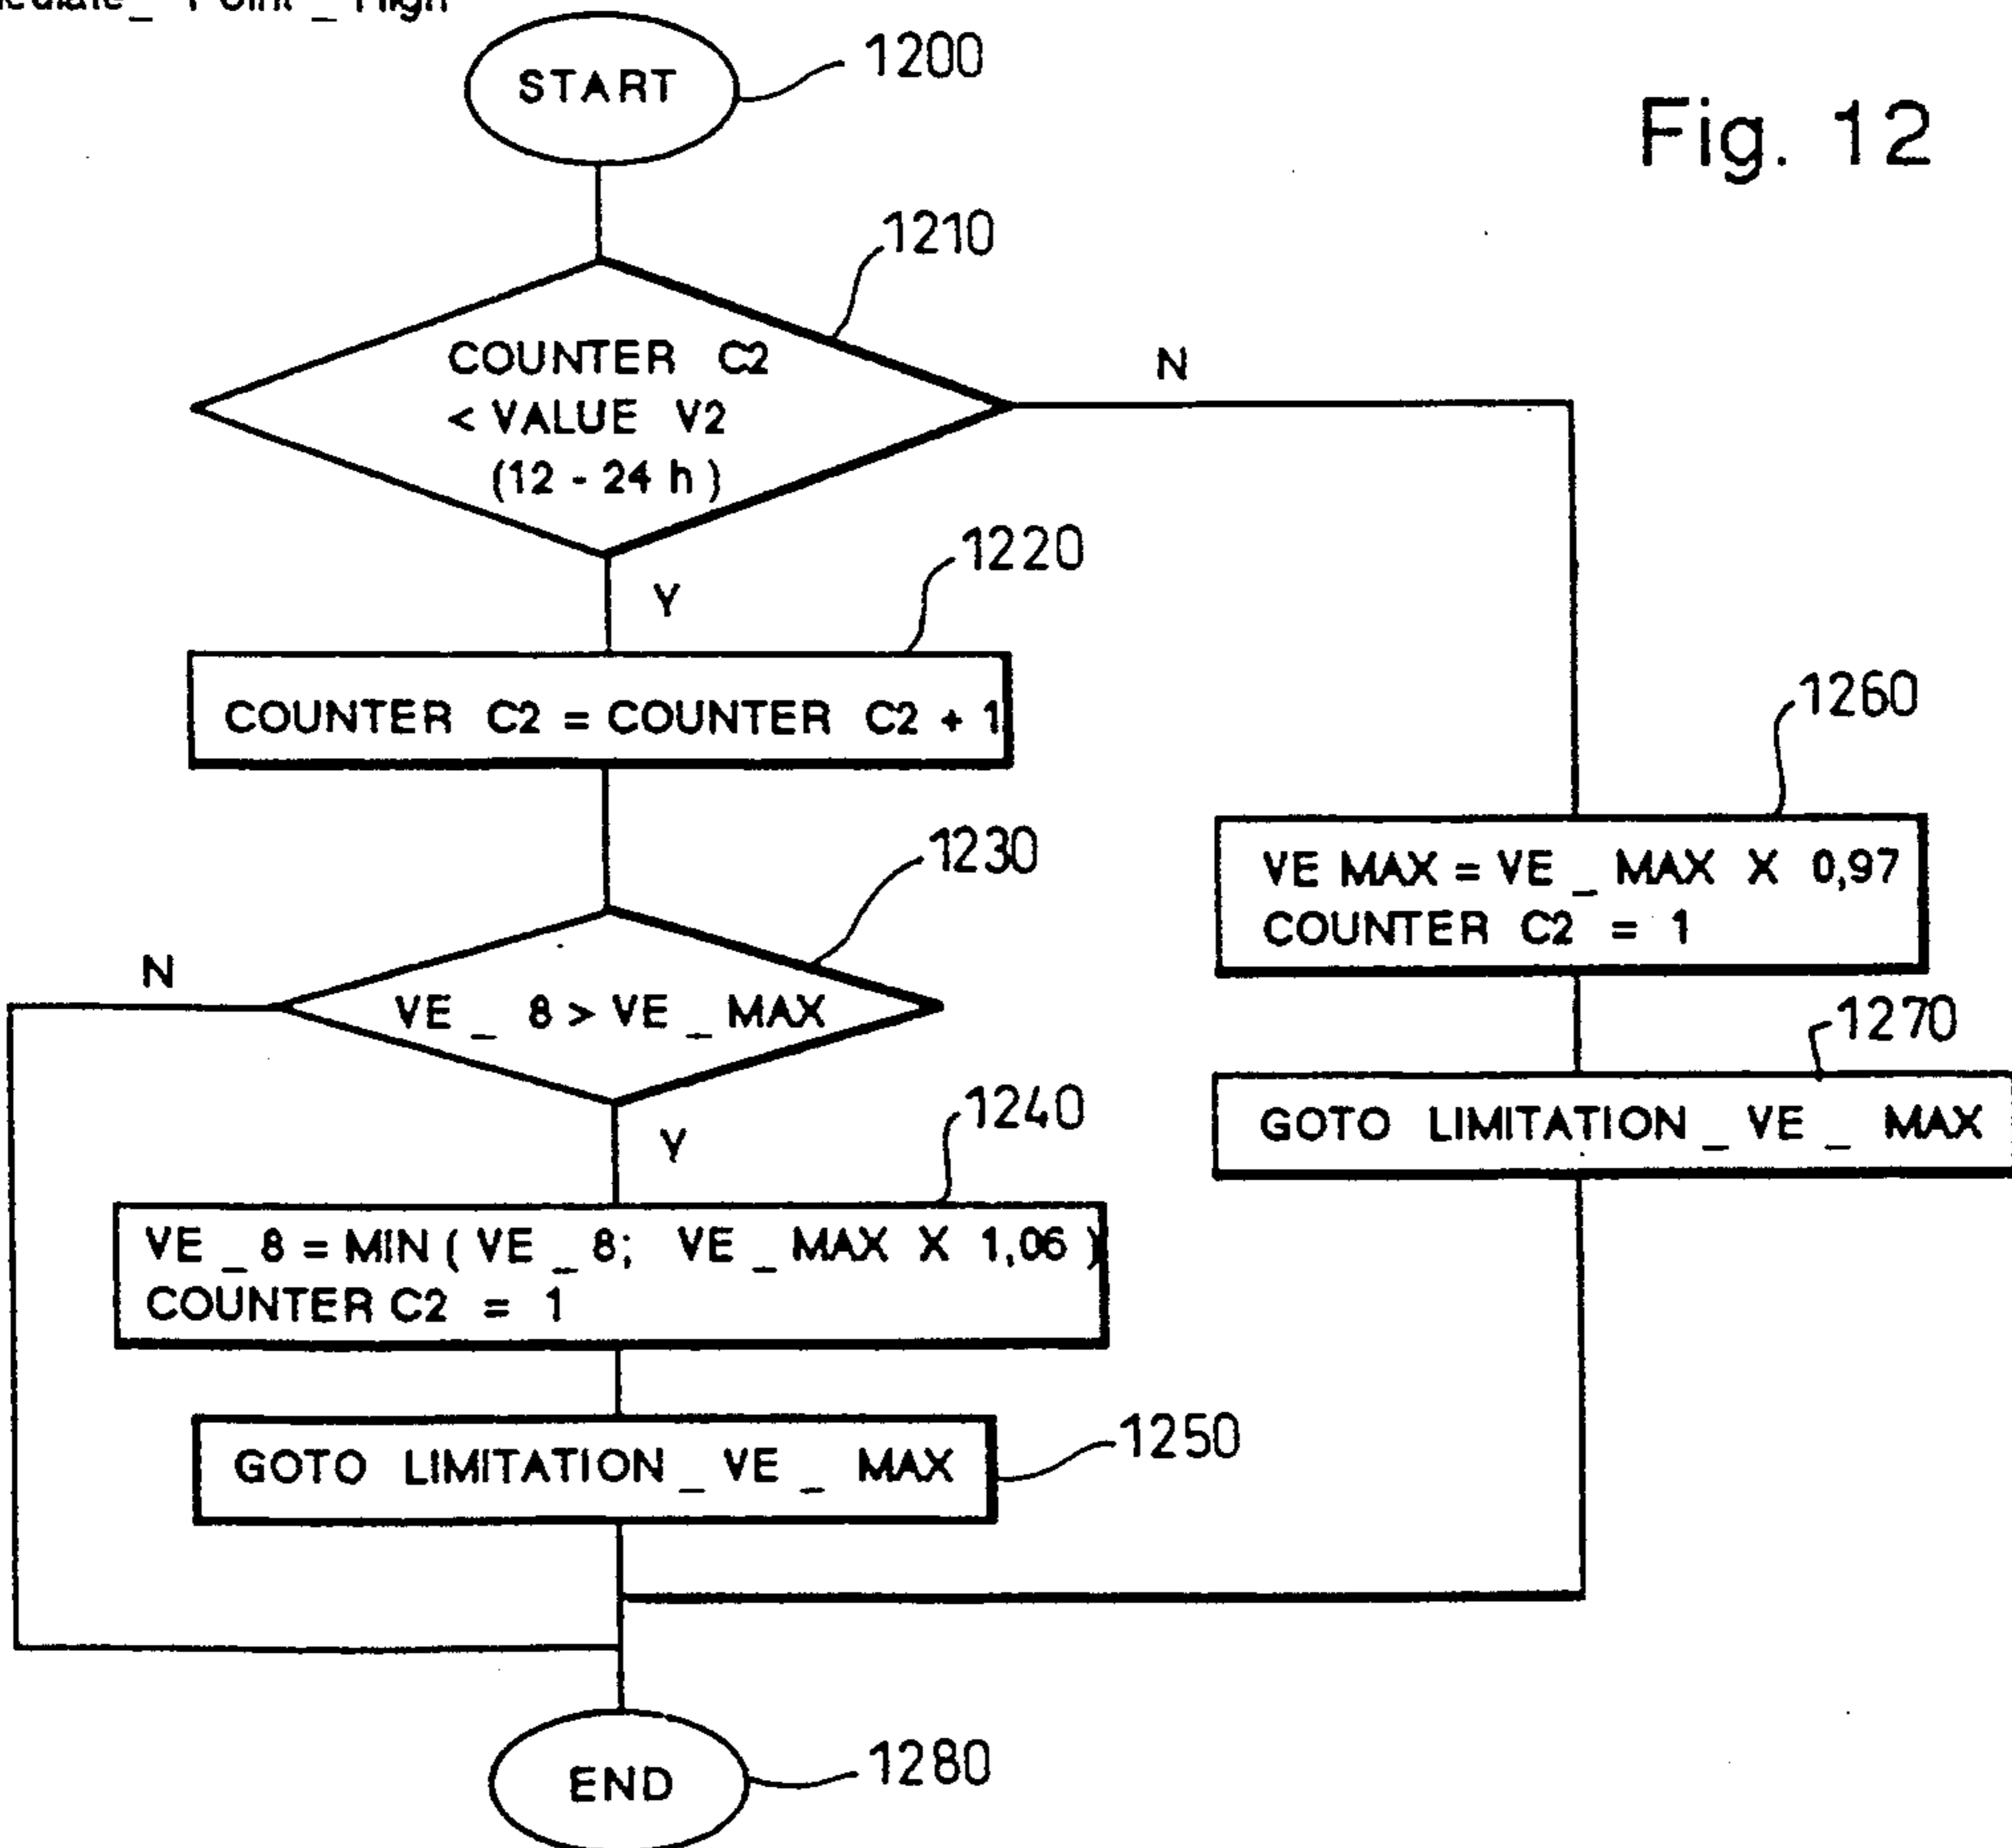 Point _ High
START
1200
Fig. 12
1210
COUNTER C2
< VALUE V2
(12 - 24 h)
N
Y
1220
COUNTER C2 = COUNTER C2 + 1
1260
VE MAX = VE _ MAX X 0,97
COUNTER C2 = 1
1230
N
VE _ 8 > VE _ MAX
1270
GOTO LIMITATION _ VE _ MAX
Y
1240
VE _ 8 = MIN ( VE _ 8; VE _ MAX X 1,06 )
COUNTER C2 = 1
GOTO LIMITATION _ VE _ MAX
1250
END
1280